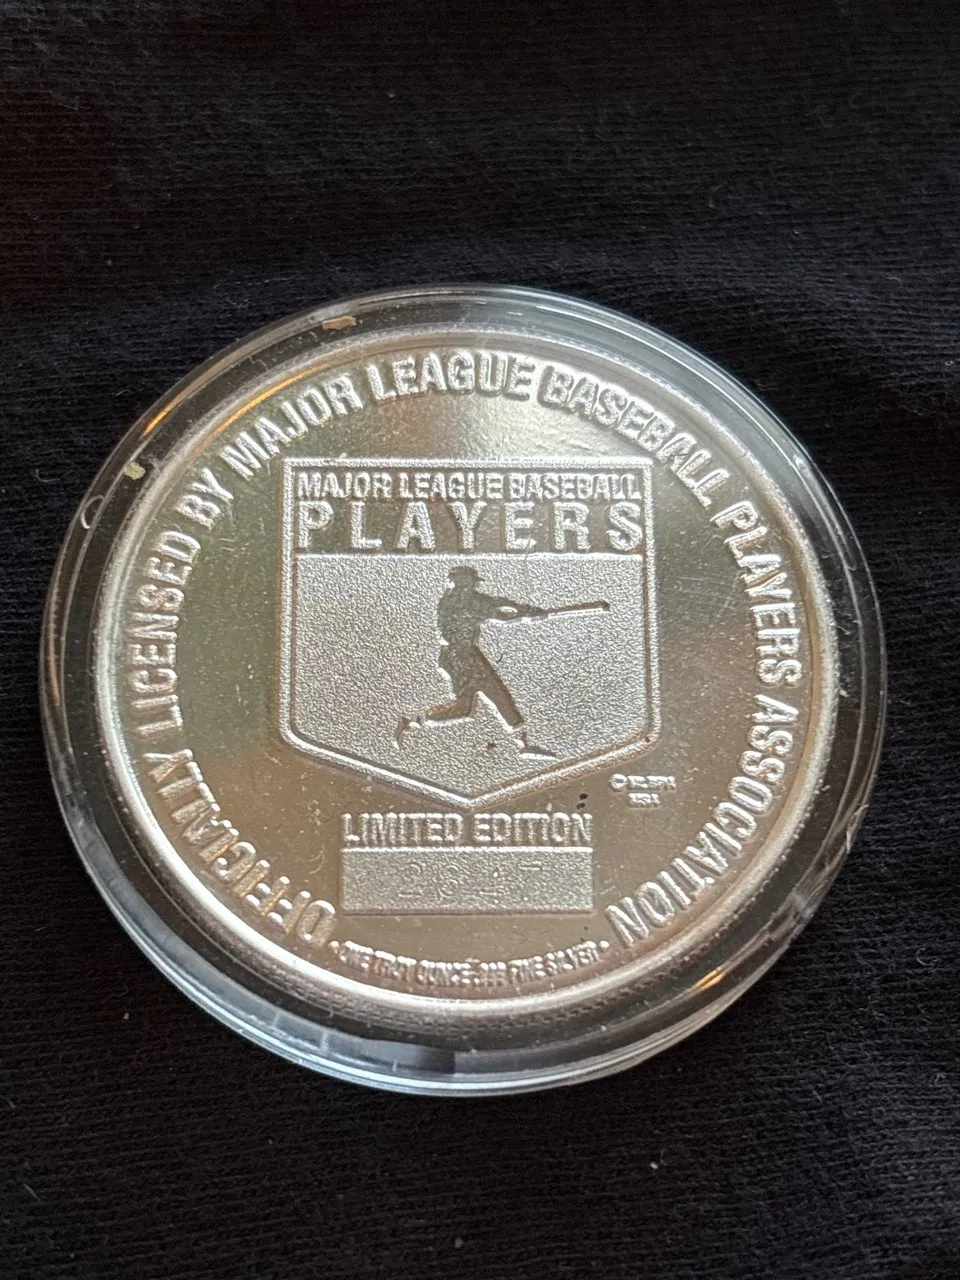 OFFICIALLY LICENSED BY MAJOR LEAGUE BASEBALL PLAYERS ASSOCIATION
MAJOR LEAGUE BASEBALL
PLAYERS
LIMITED EDITION
2847
• ONE TROY OUNCE .999 FINE SILVER •